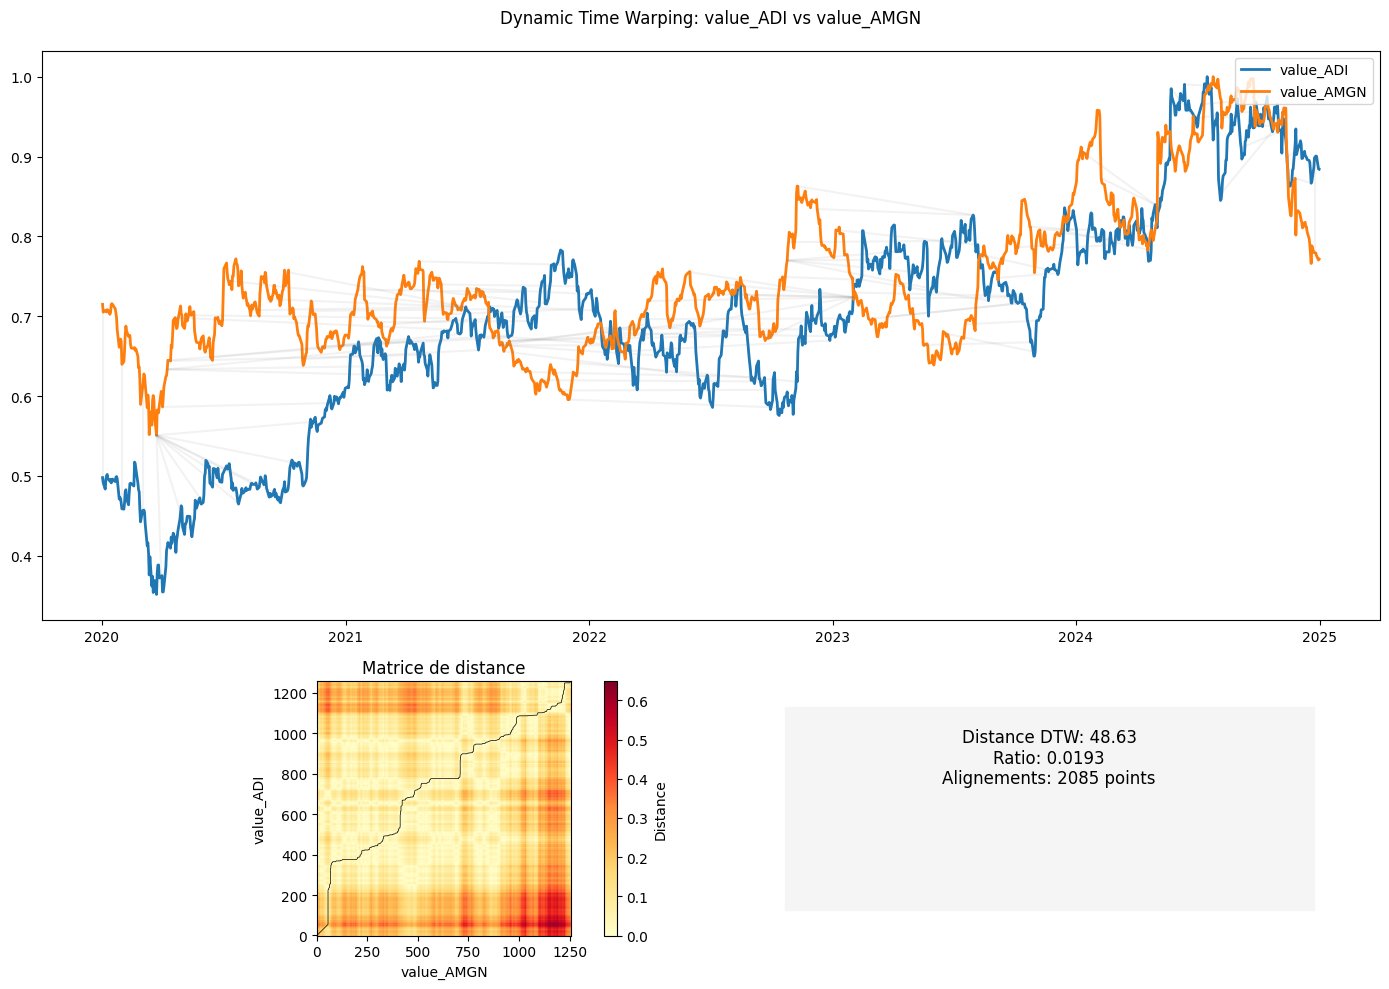 Dynamic Time Warping: value_ADI vs value_AMGN
1.0
0.9
0.8
0.7
0.6
0.5
0.4
value_ADI
value_AMGN
2020 2021 2022 2023 2024 2025
Matrice de distance
1200
1000
800
600
400
200
0
value_ADI
0 250 500 750 1000 1250
value_AMGN
0.6
0.5
0.4
0.3
0.2
0.1
0.0
Distance
Distance DTW: 48.63
Ratio: 0.0193
Alignements: 2085 points